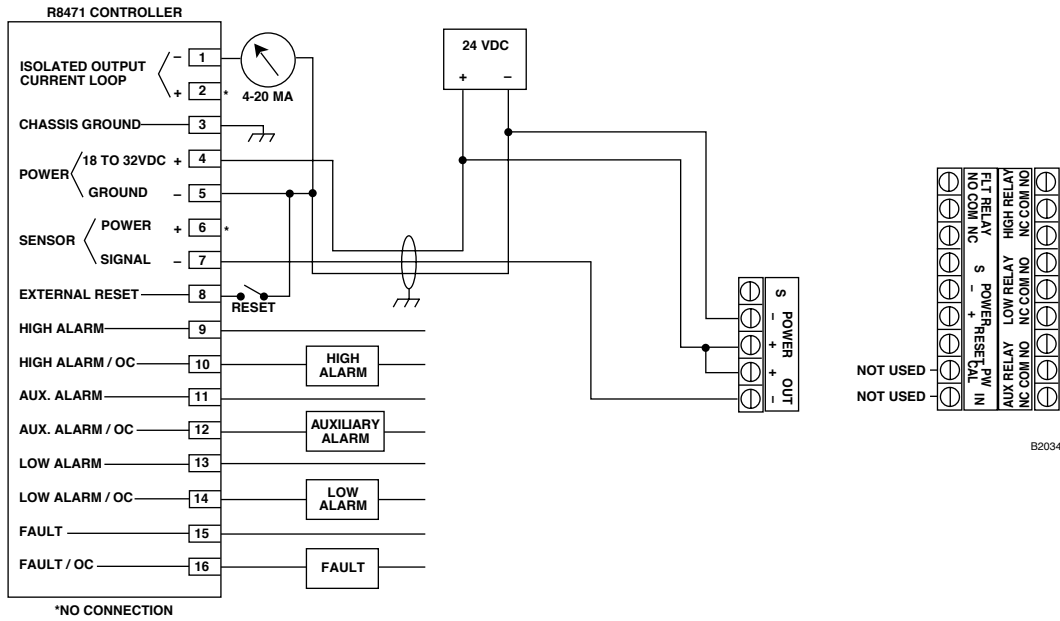 R8471 CONTROLLER
ISOLATED OUTPUT
CURRENT LOOP
– 1
+ 2 *
4-20 MA
CHASSIS GROUND 3
POWER
18 TO 32VDC + 4
GROUND – 5
SENSOR
POWER + 6 *
SIGNAL – 7
EXTERNAL RESET 8
RESET
HIGH ALARM 9
HIGH ALARM / OC 10
HIGH
ALARM
AUX. ALARM 11
AUX. ALARM / OC 12
AUXILIARY
ALARM
LOW ALARM 13
LOW ALARM / OC 14
LOW
ALARM
FAULT 15
FAULT / OC 16
FAULT
*NO CONNECTION
24 VDC
+ –
S
– POWER +
+ OUT –
FLT RELAY
NO COM NC
S
– POWER +
RESET
CAL
PW IN
HIGH RELAY
NC COM NO
LOW RELAY
NC COM NO
AUX RELAY
NC COM NO
NOT USED
NOT USED
B2034